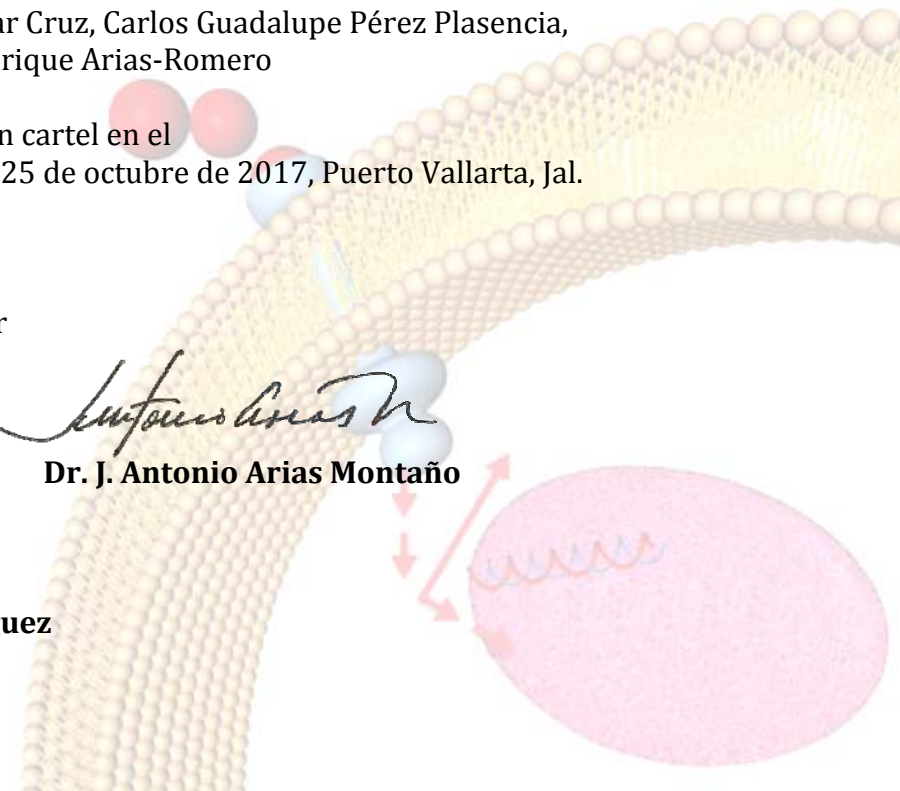 ar Cruz, Carlos Guadalupe Pérez Plasencia,
rique Arias-Romero
n cartel en el
25 de octubre de 2017, Puerto Vallarta, Jal.
r
Dr. J. Antonio Arias Montaño
uez